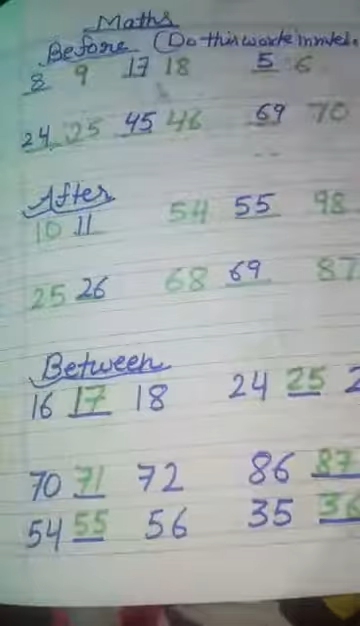 Maths
Before (Do this work in
8 9 17 18 5 6
24 25 45 46 69 70
After
10 11 54 55 98
25 26 68 69 87
Between
16 17 18 24 25 2
70 71 72 86 87
54 55 56 35 36